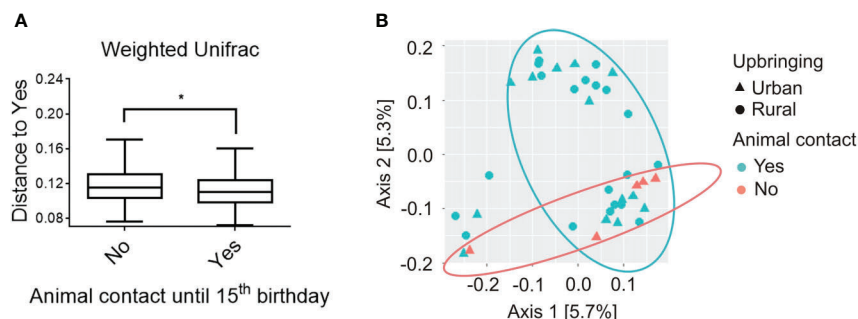 A
Weighted Unifrac
Distance to Yes
0.24
0.20
0.16
0.12
0.08
*
No
Yes
Animal contact until 15th birthday
B
Axis 2 [5.3%]
0.2
0.1
0.0
-0.1
-0.2
-0.2
-0.1
0.0
0.1
Axis 1 [5.7%]
Upbringing
Urban
Rural
Animal contact
Yes
No